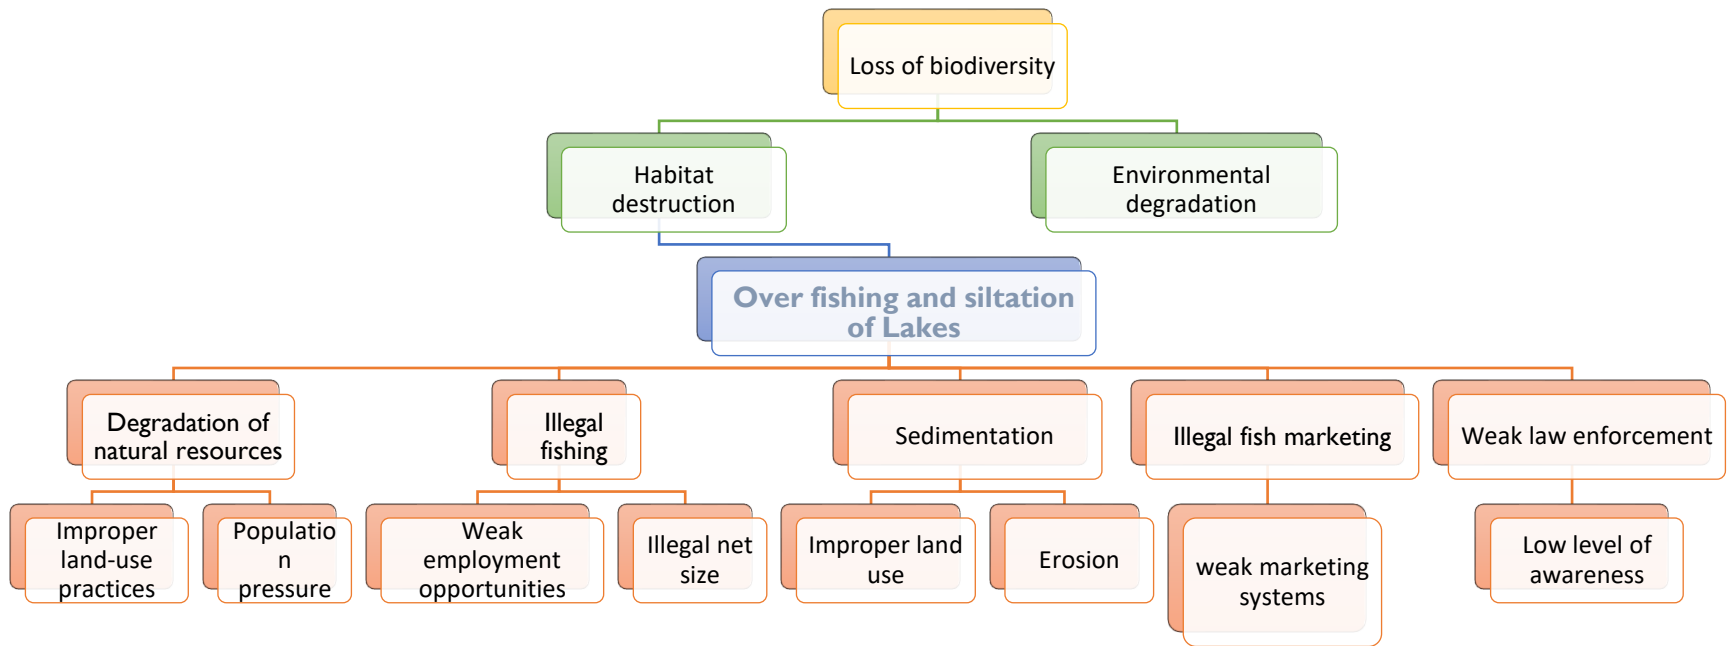 Loss of biodiversity
Habitat
destruction
Environmental
degradation
Over fishing and siltation
of Lakes
Degradation of
natural resources
Illegal
fishing
Sedimentation
Illegal fish marketing
Weak law enforcement
Improper
land-use
practices
Populatio
n
pressure
Weak
employment
opportunities
Illegal net
size
Improper land
use
Erosion
weak marketing
systems
Low level of
awareness